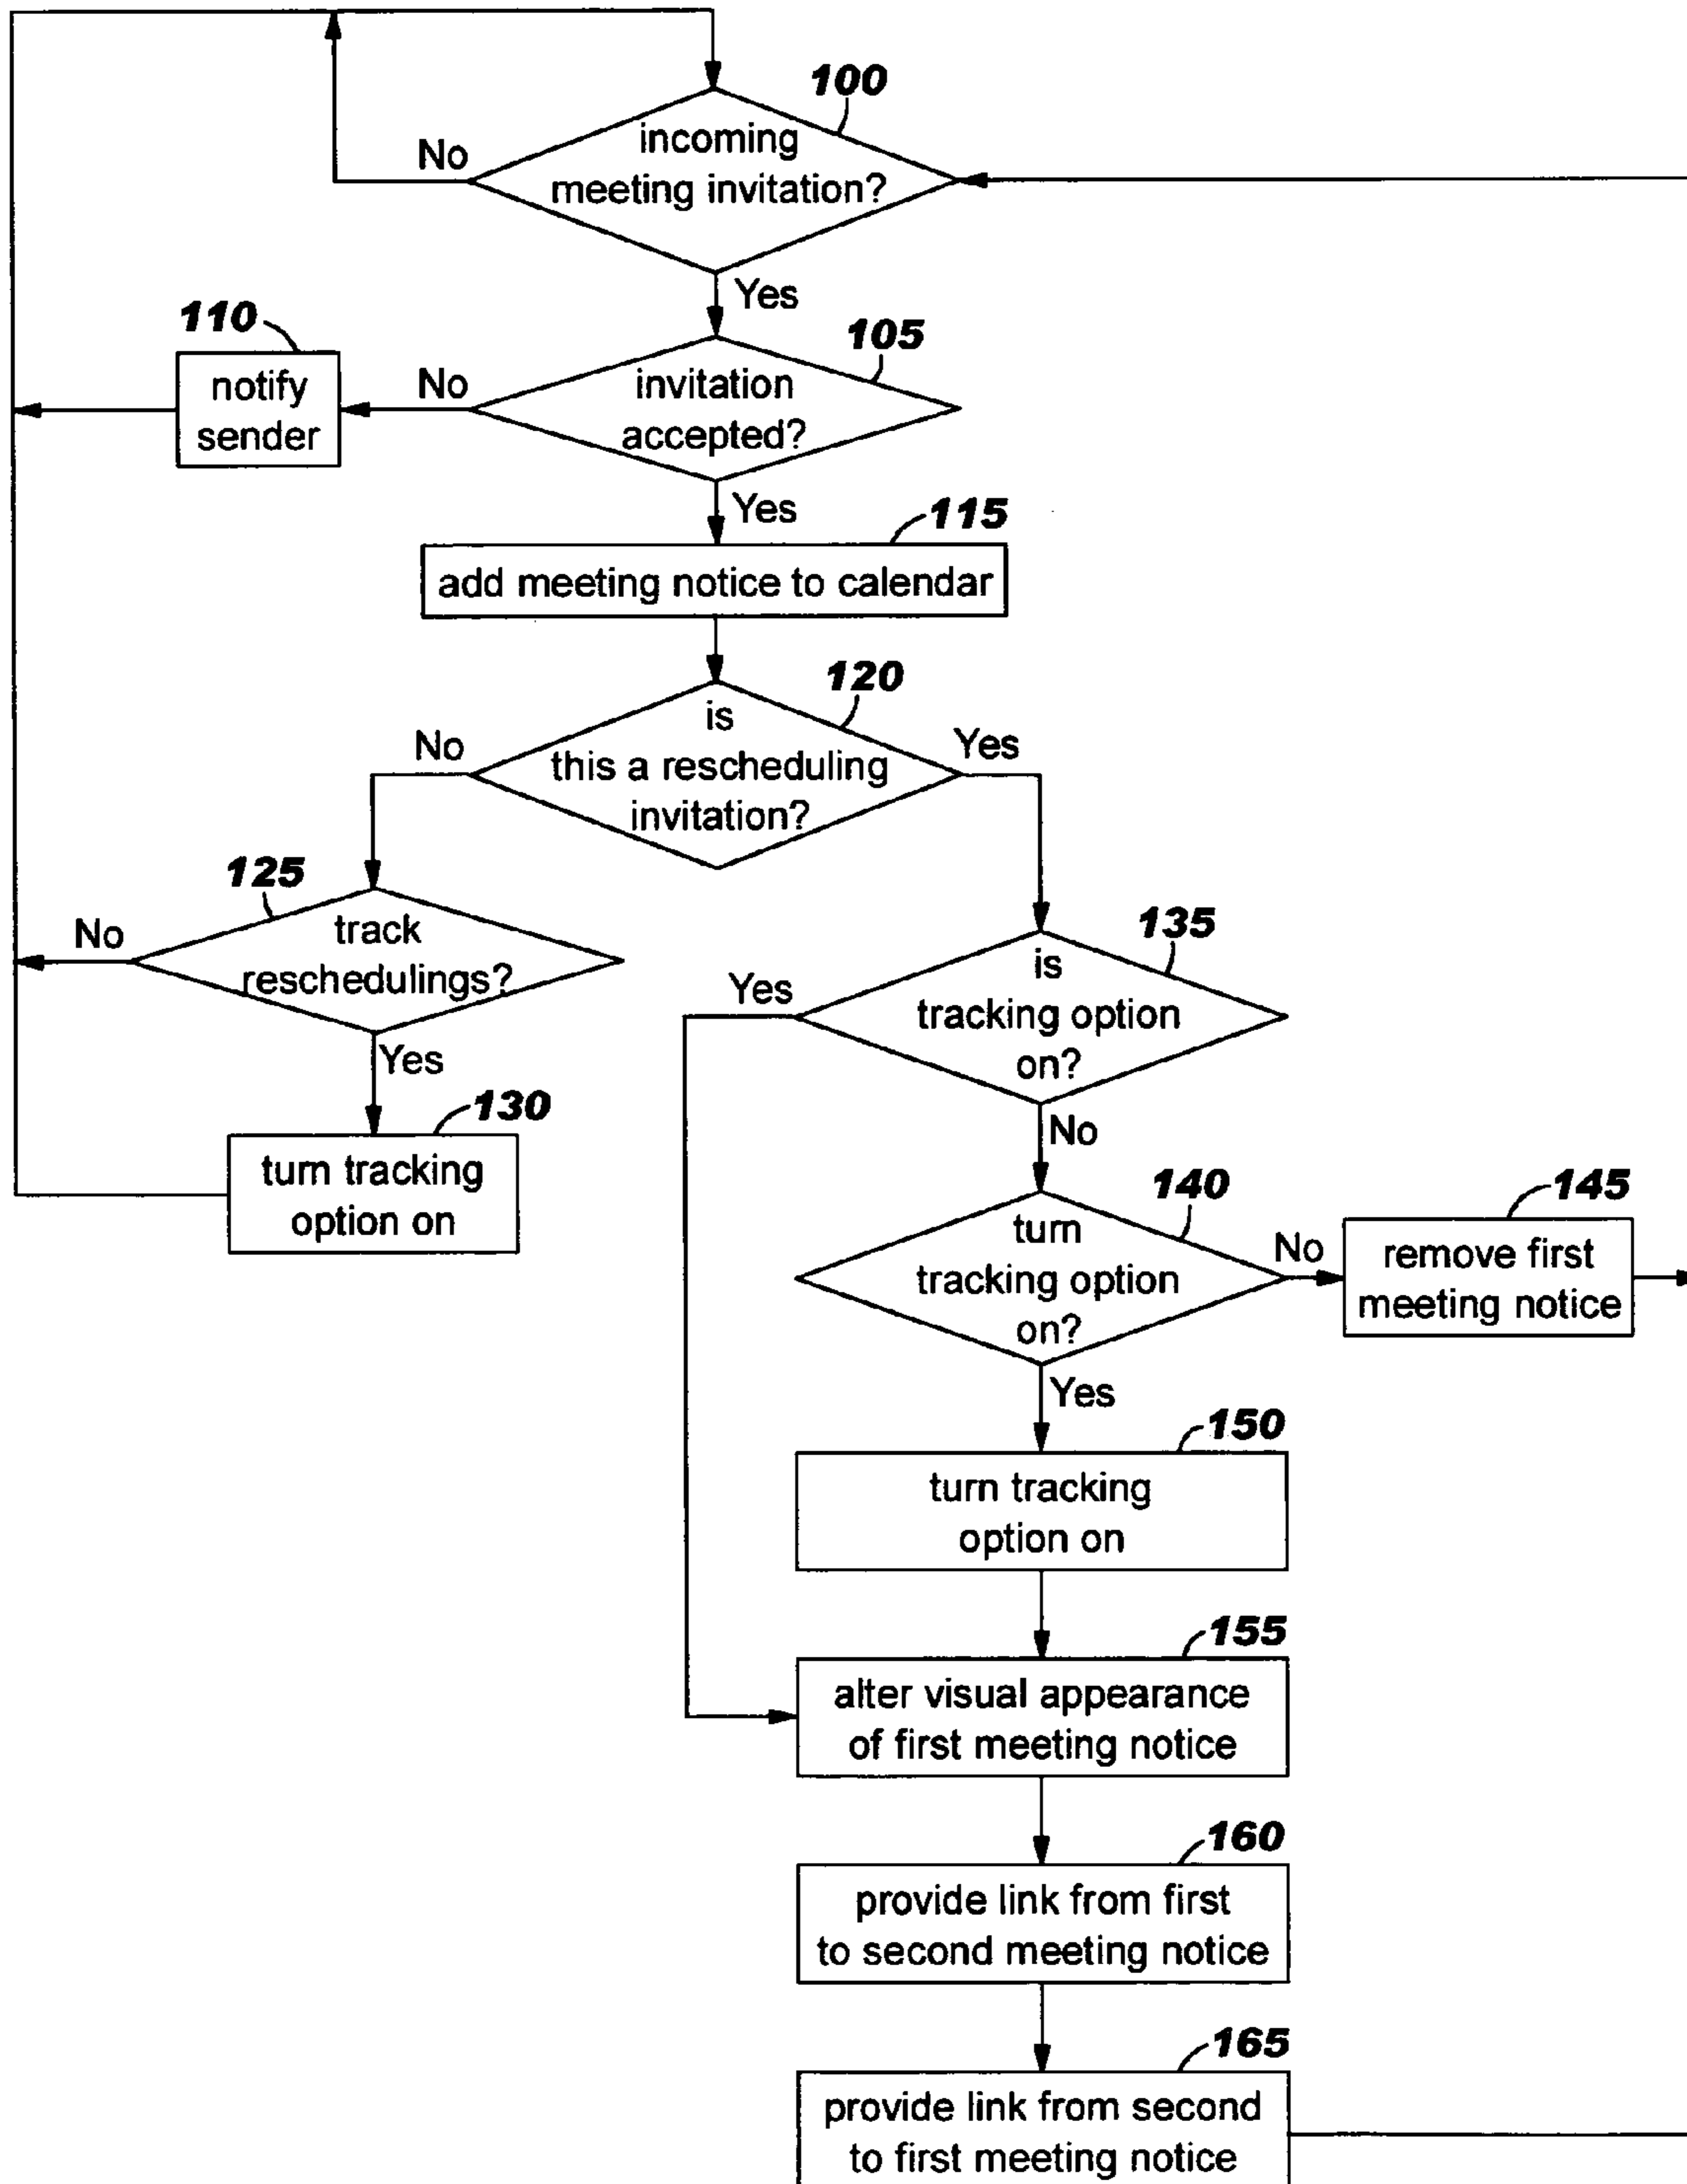 100
incoming
meeting invitation?
No
Yes
110
notify
sender
No
105
invitation
accepted?
Yes
115
add meeting notice to calendar
120
is
this a rescheduling
invitation?
No
Yes
125
track
reschedulings?
No
Yes
130
turn tracking
option on
135
is
tracking option
on?
Yes
No
140
turn
tracking option
on?
No
145
remove first
meeting notice
Yes
150
turn tracking
option on
155
alter visual appearance
of first meeting notice
160
provide link from first
to second meeting notice
165
provide link from second
to first meeting notice